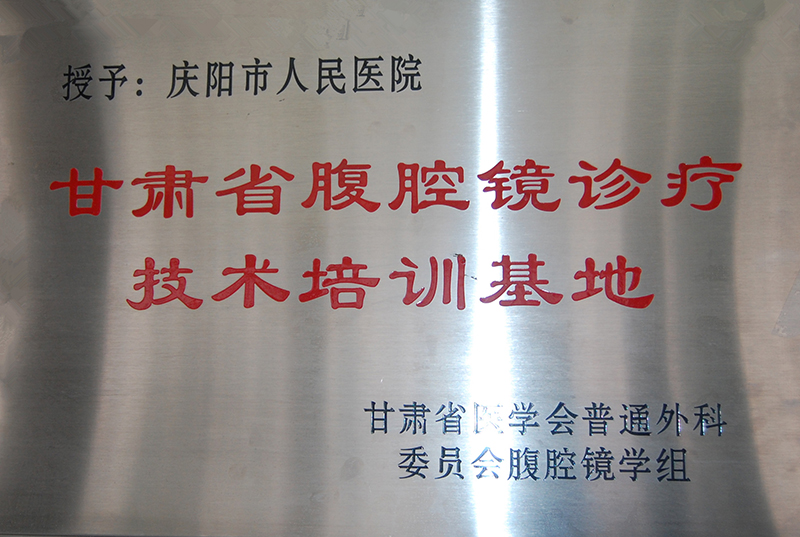 授予：庆阳市人民医院
甘肃省腹腔镜诊疗
技术培训基地
甘肃省医学会普通外科
委员会腹腔镜学组